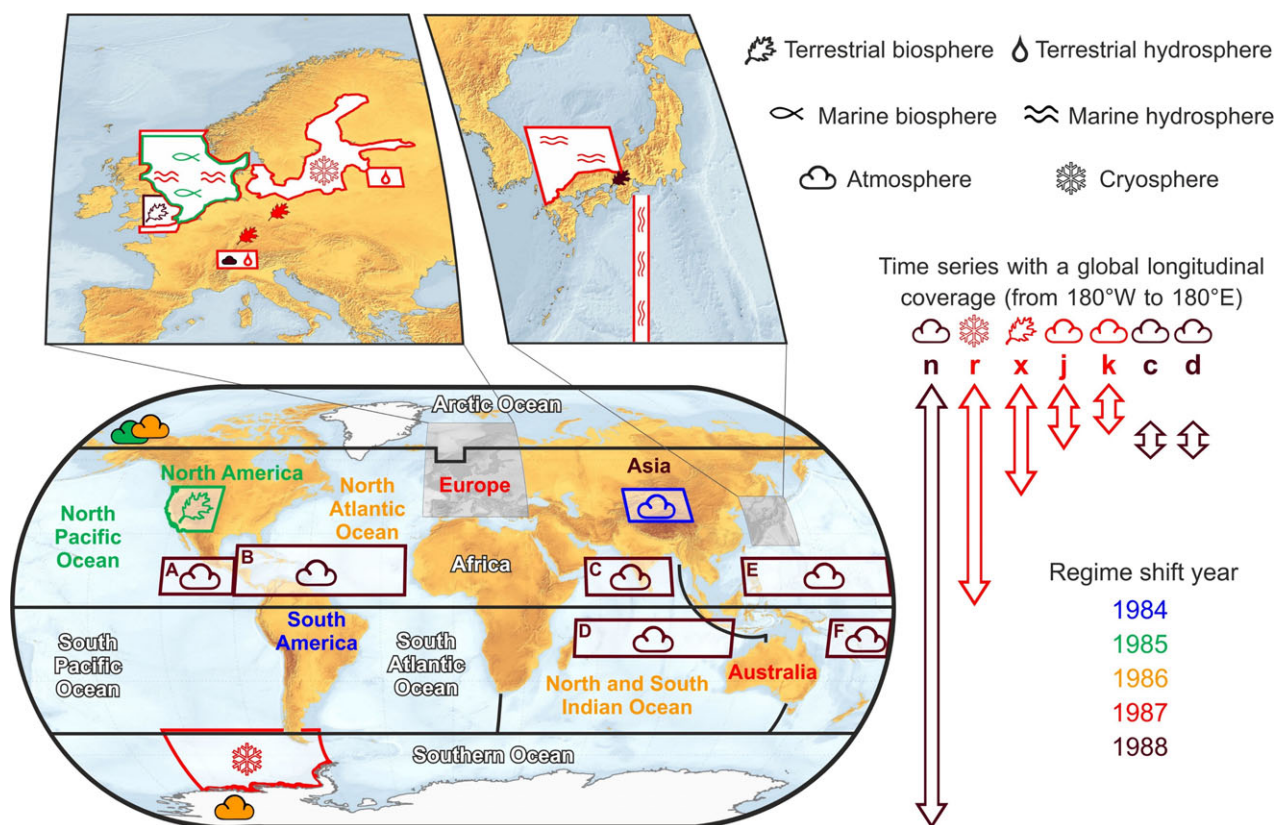 Terrestrial biosphere
Terrestrial hydrosphere
Marine biosphere
Marine hydrosphere
Atmosphere
Cryosphere
Time series with a global longitudinal
coverage (from 180°W to 180°E)
n r x j k c d
Arctic Ocean
North America
North
Pacific
Ocean
North
Atlantic
Ocean
Europe
Asia
Africa
A
B
C
E
South
America
South
Pacific
Ocean
South
Atlantic
Ocean
D
F
Australia
North and South
Indian Ocean
Southern Ocean
Regime shift year
1984
1985
1986
1987
1988